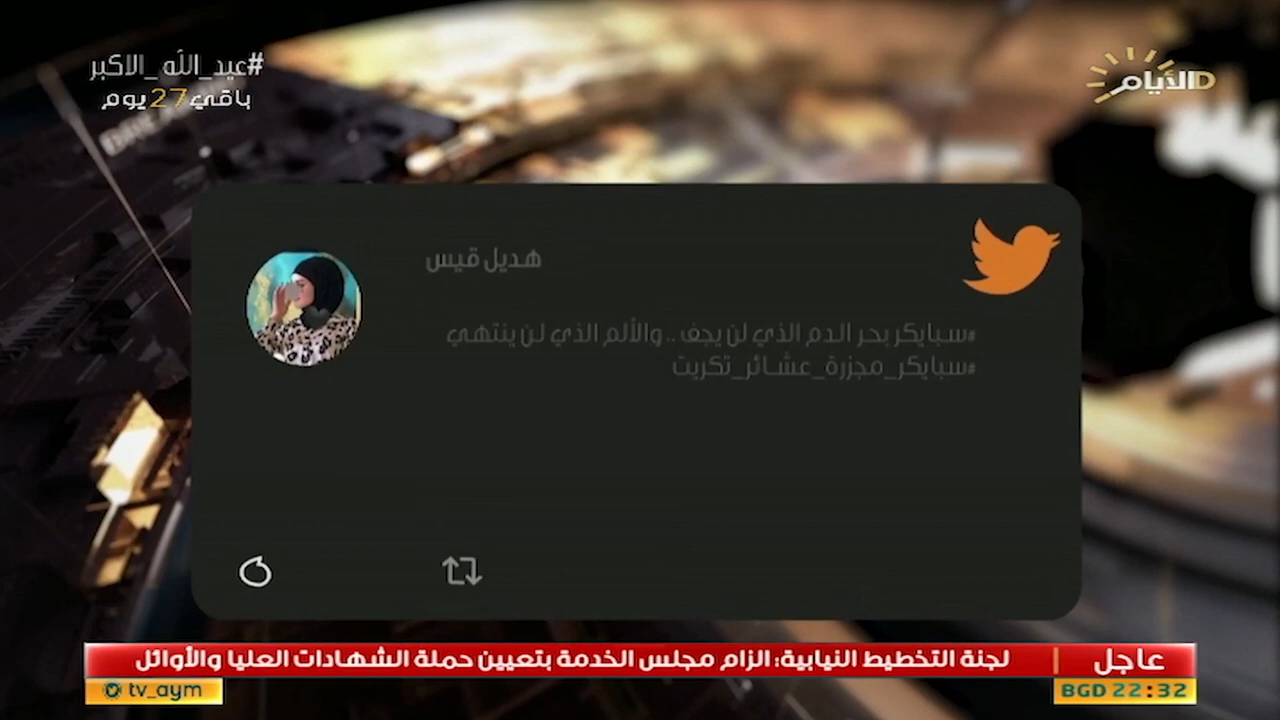 #عيد_الله_الاكبر
باقي 27 يوم
الأيام
هديل قيس
#سبايكر بحر الدم الذي لن يجف .. والألم الذي لن ينتهي
#سبايكر_مجزرة_عشائر_تكريت
عاجل
لجنة التخطيط النيابية: الزام مجلس الخدمة بتعيين حملة الشهادات العليا والأوائل
tv_aym
BGD 22:32